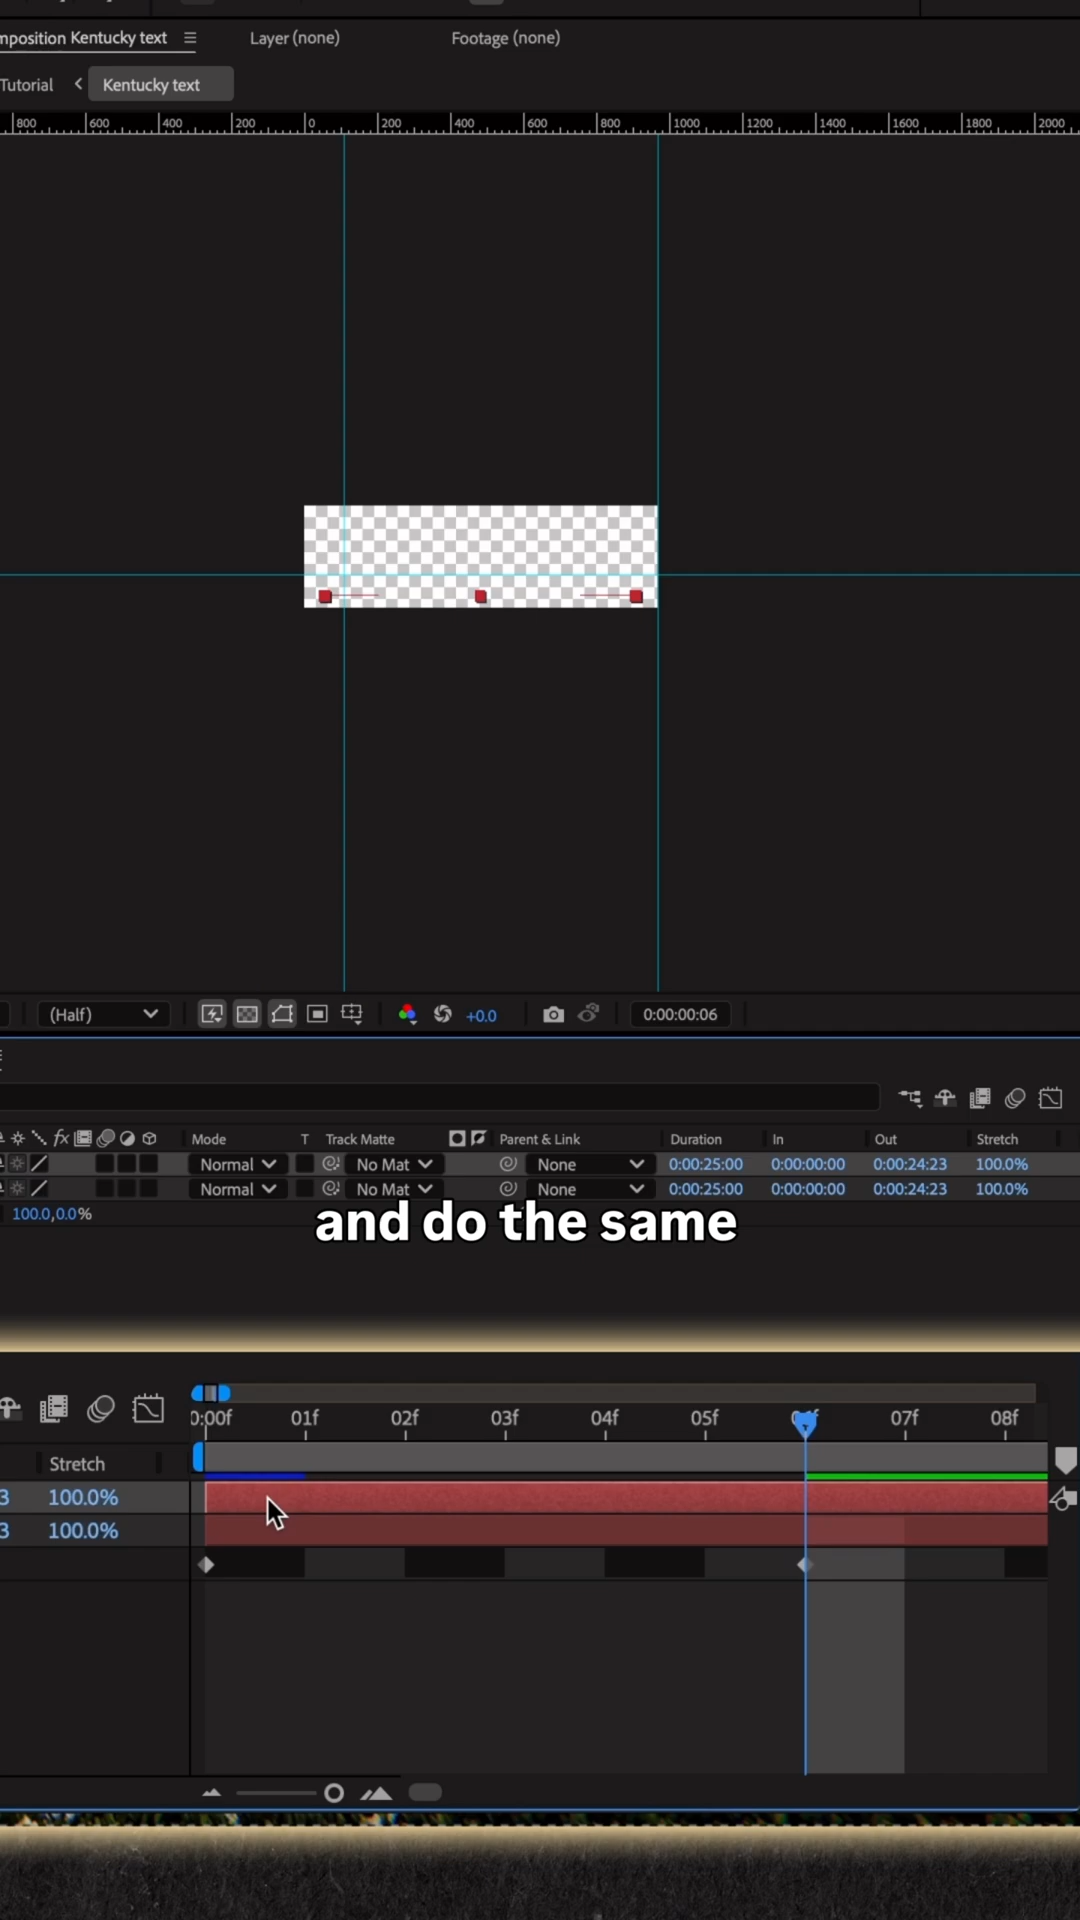 mposition Kentucky text Layer (none) Footage (none)
Tutorial < Kentucky text
800 600 400 200 0 200 400 600 800 1000 1200 1400 1600 1800 2000
(Half) +0.0 0:00:00:06
fx Mode T Track Matte Parent & Link Duration In Out Stretch
Normal No Mat None 0:00:25:00 0:00:00:00 0:00:24:23 100.0%
Normal No Mat None 0:00:25:00 0:00:00:00 0:00:24:23 100.0%
100.0,0.0%
and do the same
0:00f 01f 02f 03f 04f 05f 07f 08f
Stretch
3 100.0%
3 100.0%